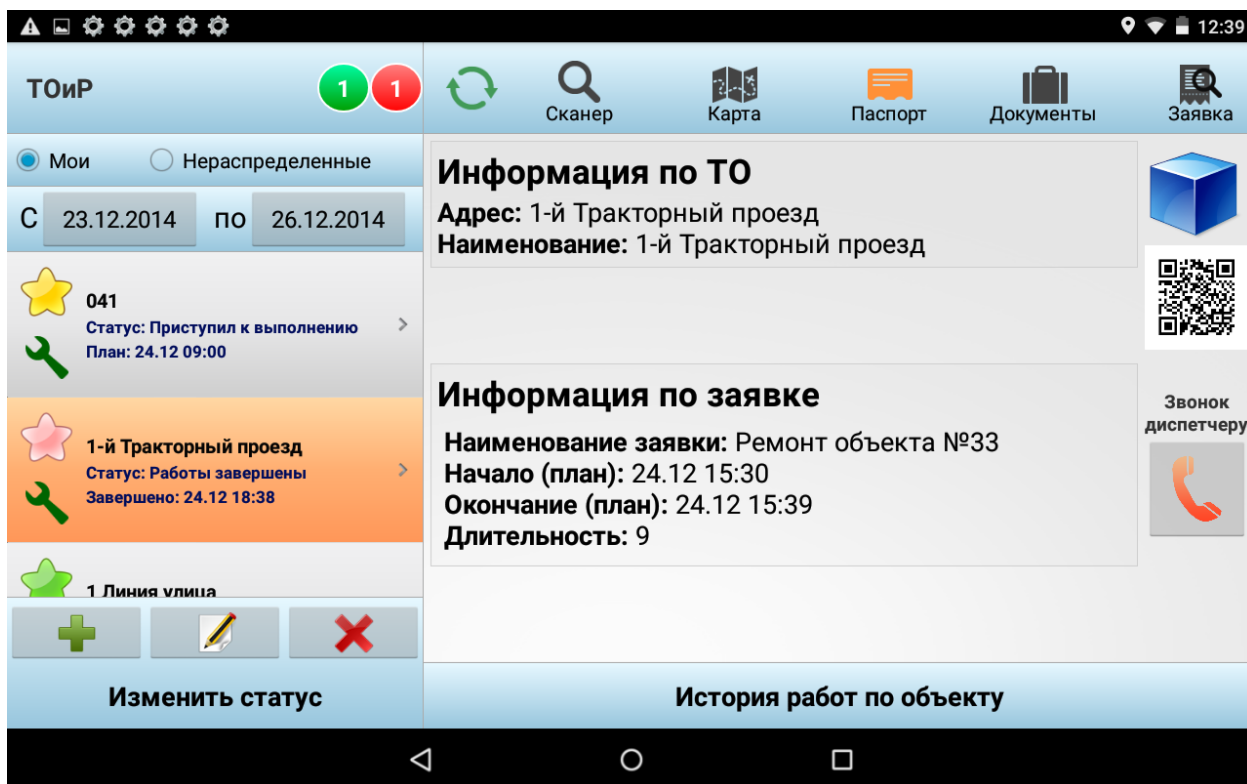 12:39
ТОиР
1
1
Сканер
Карта
Паспорт
Документы
Заявка
Мои
Нераспределенные
С 23.12.2014 по 26.12.2014
041
Статус: Приступил к выполнению
План: 24.12 09:00
1-й Тракторный проезд
Статус: Работы завершены
Завершено: 24.12 18:38
1 Линия улица
Изменить статус
Информация по ТО
Адрес: 1-й Тракторный проезд
Наименование: 1-й Тракторный проезд
Информация по заявке
Наименование заявки: Ремонт объекта №33
Начало (план): 24.12 15:30
Окончание (план): 24.12 15:39
Длительность: 9
Звонок
диспетчеру
История работ по объекту